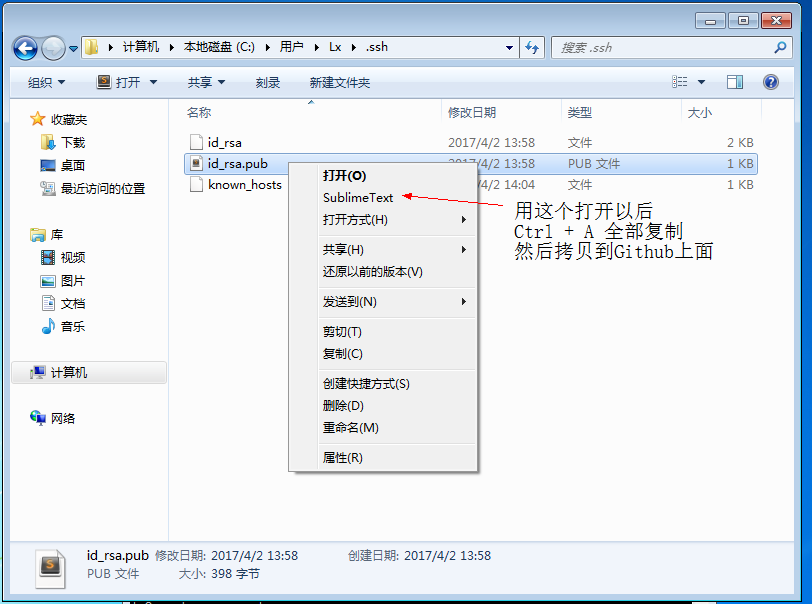 计算机 本地磁盘 (C:) 用户 Lx .ssh
搜索 .ssh
组织 打开 共享 刻录 新建文件夹
名称 修改日期 类型 大小
收藏夹
下载
桌面
最近访问的位置
库
视频
图片
文档
音乐
计算机
网络
id_rsa 2017/4/2 13:58 文件 2 KB
id_rsa.pub 2017/4/2 13:58 PUB 文件 1 KB
known_hosts /4/2 14:04 文件 1 KB
打开(O)
SublimeText
打开方式(H)
共享(H)
还原以前的版本(V)
发送到(N)
剪切(T)
复制(C)
创建快捷方式(S)
删除(D)
重命名(M)
属性(R)
用这个打开以后
Ctrl + A 全部复制
然后拷贝到Github上面
id_rsa.pub 修改日期: 2017/4/2 13:58 创建日期: 2017/4/2 13:58
PUB 文件 大小: 398 字节